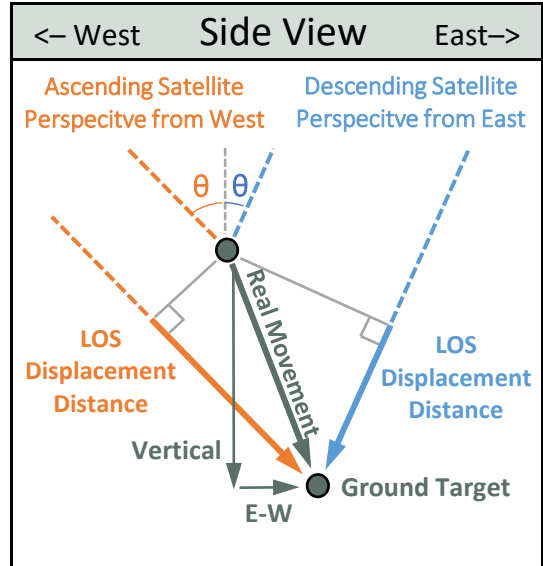 <– West Side View East–>
Ascending Satellite
Perspecitve from West
Descending Satellite
Perspecitve from East
θ θ
Real Movement
LOS
Displacement
Distance
LOS
Displacement
Distance
Vertical
E-W
Ground Target